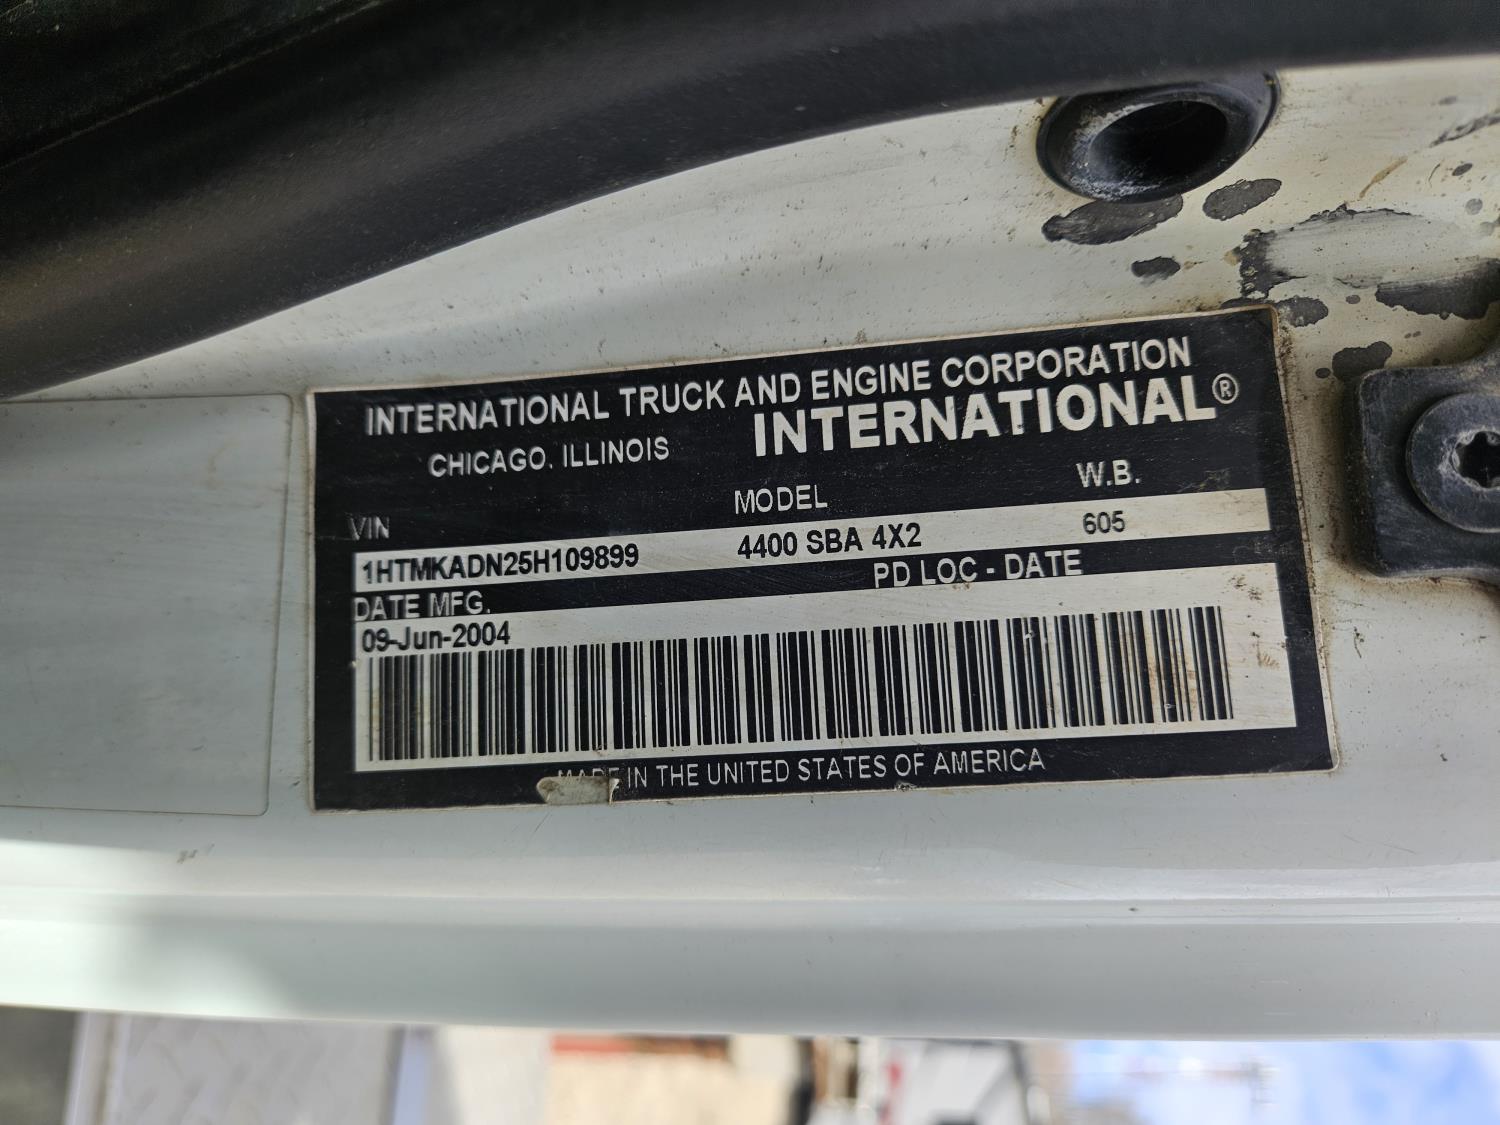 INTERNATIONAL TRUCK AND ENGINE CORPORATION
CHICAGO, ILLINOIS INTERNATIONAL®
VIN MODEL W.B.
1HTMKADN25H109899 4400 SBA 4X2 605
DATE MFG. PD LOC - DATE
09-Jun-2004
MADE IN THE UNITED STATES OF AMERICA